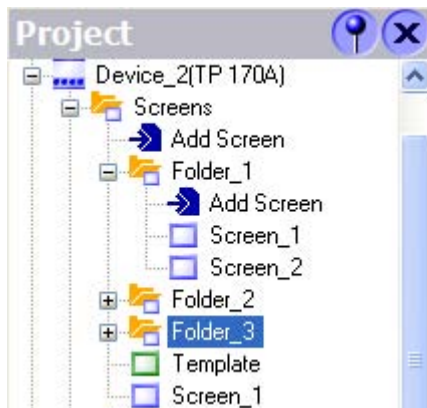 Project
Device_2(TP 170A)
Screens
Add Screen
Folder_1
Add Screen
Screen_1
Screen_2
Folder_2
Folder_3
Template
Screen_1